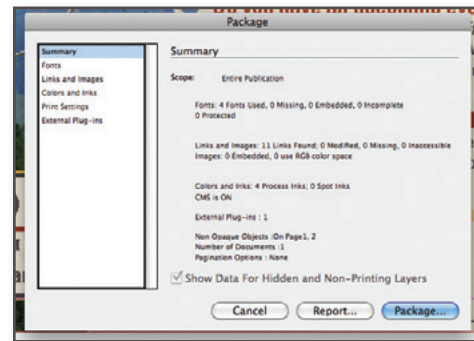 Package
Summary
Fonts
Links and Images
Colors and Inks
Print Settings
External Plug-ins
Summary
Scope: Entire Publication
Fonts: 4 Fonts Used, 0 Missing, 0 Embedded, 0 Incomplete
0 Protected
Links and Images: 11 Links Found; 0 Modified, 0 Missing, 0 Inaccessible
Images: 0 Embedded, 0 use RGB color space
Colors and Inks: 4 Process Inks; 0 Spot Inks
CMS is ON
External Plug-ins : 1
Non Opaque Objects :On Page1, 2
Number of Documents :1
Pagination Options : None
Show Data For Hidden and Non-Printing Layers
Cancel
Report...
Package...